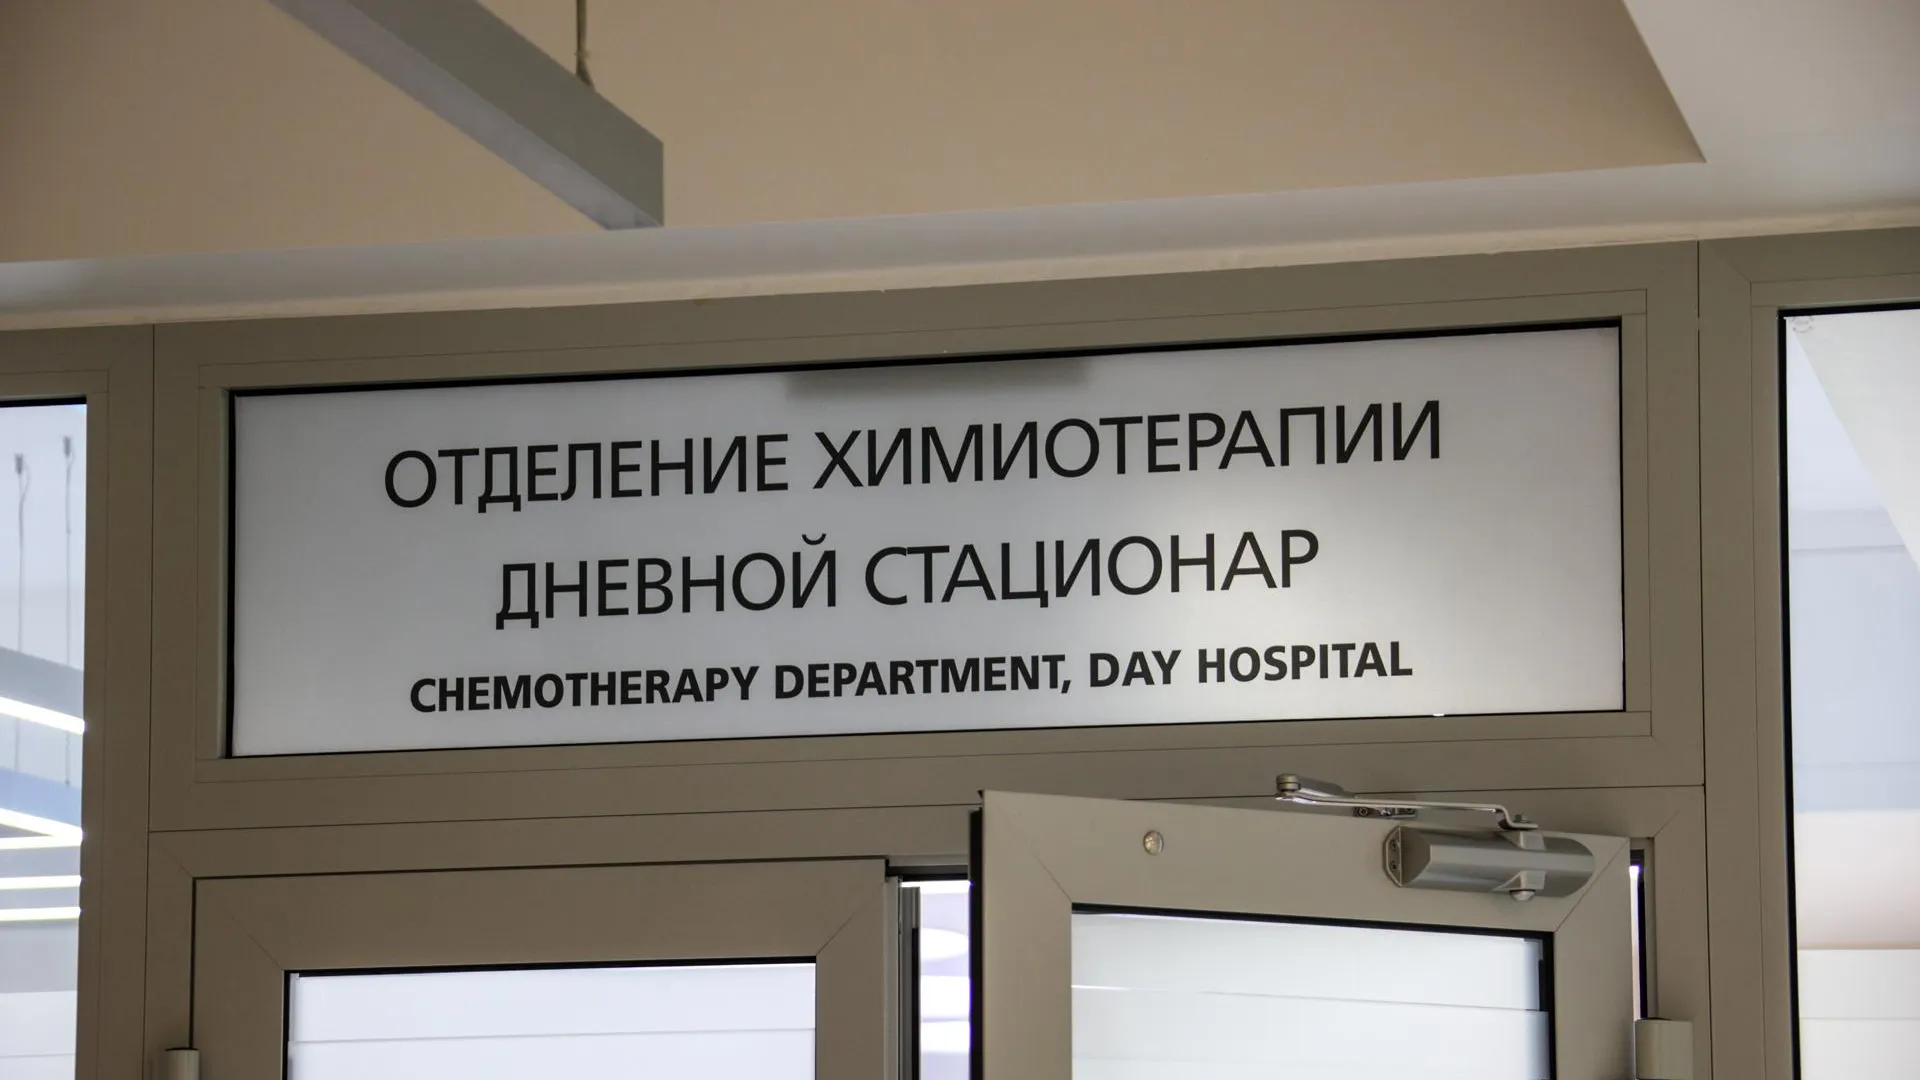 ОТДЕЛЕНИЕ ХИМИОТЕРАПИИ
ДНЕВНОЙ СТАЦИОНАР
CHEMOTHERAPY DEPARTMENT, DAY HOSPITAL